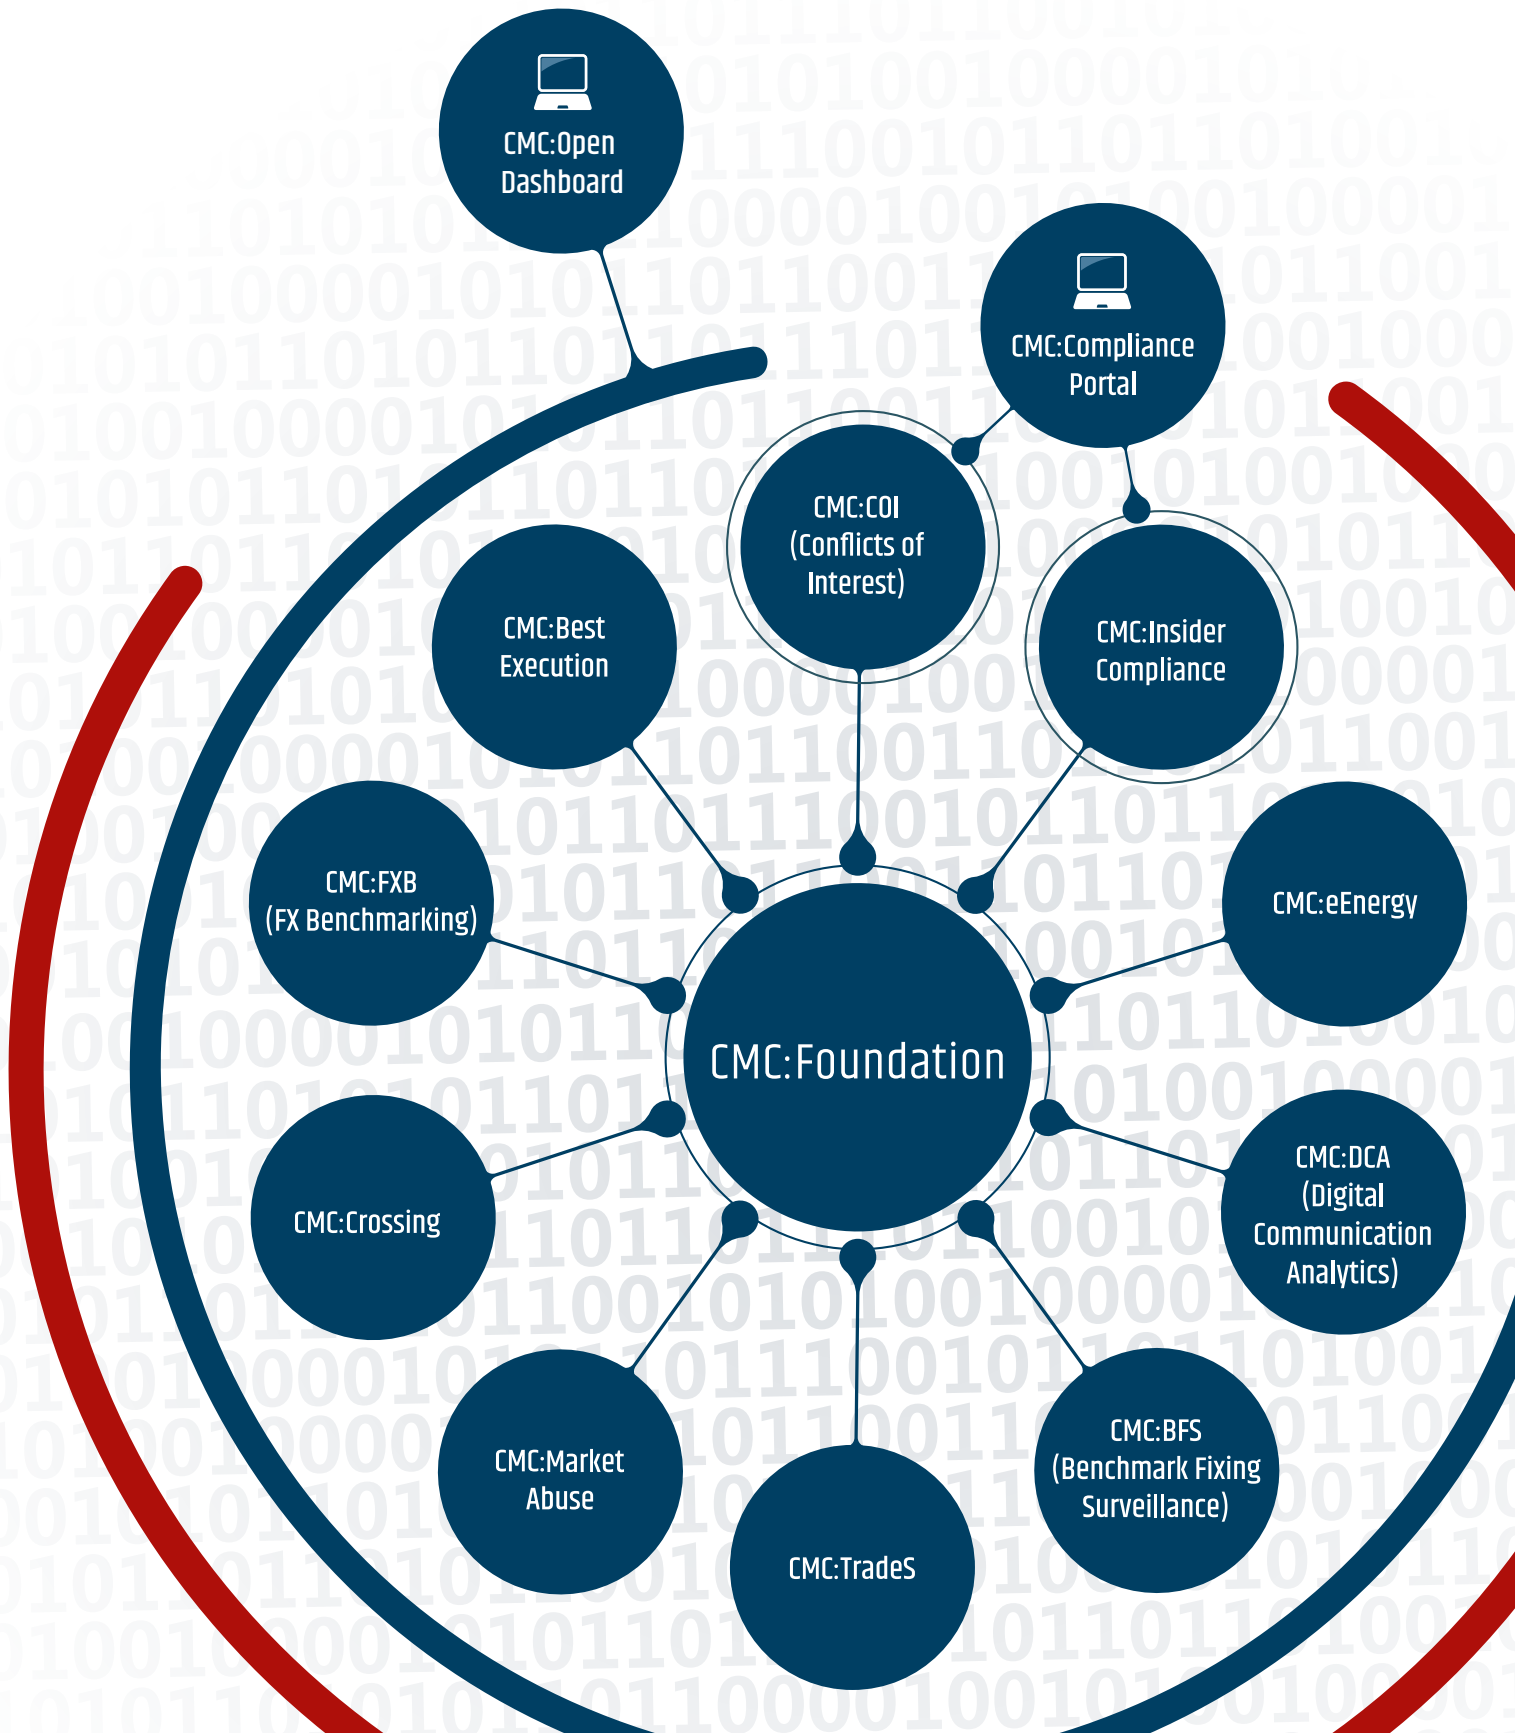 CMC:Open
Dashboard
CMC:Compliance
Portal
CMC:COI
(Conflicts of
Interest)
CMC:Best
Execution
CMC:Insider
Compliance
CMC:FXB
(FX Benchmarking)
CMC:eEnergy
CMC:Foundation
CMC:Crossing
CMC:DCA
(Digital
Communication
Analytics)
CMC:Market
Abuse
CMC:BFS
(Benchmark Fixing
Surveillance)
CMC:TradeS